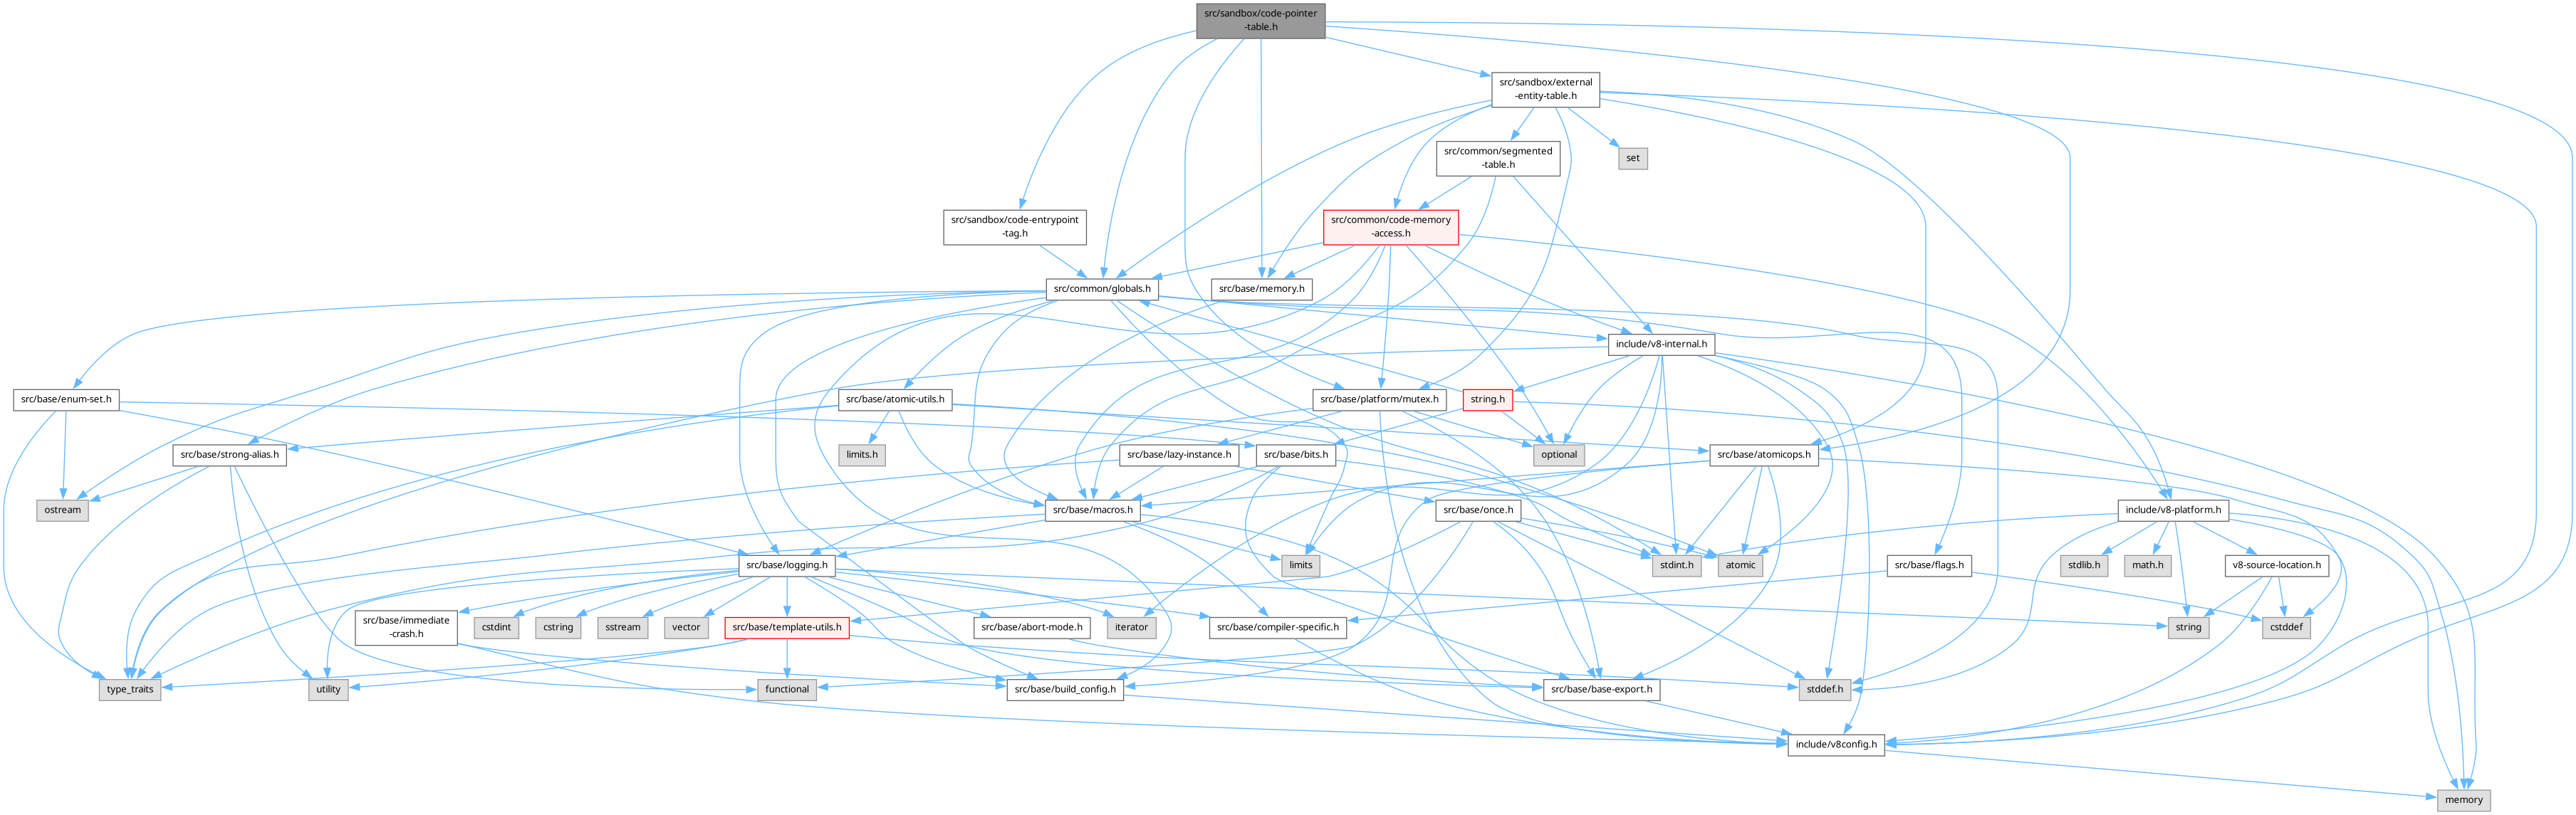 src/sandbox/code-pointer
-table.h
src/sandbox/external
-entity-table.h
src/common/segmented
-table.h
set
src/sandbox/code-entrypoint
-tag.h
src/common/code-memory
-access.h
src/common/globals.h
src/base/memory.h
include/v8-internal.h
src/base/enum-set.h
src/base/atomic-utils.h
src/base/platform/mutex.h
string.h
src/base/strong-alias.h
limits.h
src/base/lazy-instance.h
src/base/bits.h
optional
src/base/atomicops.h
ostream
src/base/macros.h
src/base/once.h
include/v8-platform.h
src/base/logging.h
limits
stdint.h
atomic
src/base/flags.h
stdlib.h
math.h
v8-source-location.h
src/base/immediate
-crash.h
cstdint
cstring
sstream
vector
src/base/template-utils.h
src/base/abort-mode.h
iterator
src/base/compiler-specific.h
string
cstddef
type_traits
utility
functional
src/base/build_config.h
src/base/base-export.h
stddef.h
include/v8config.h
memory